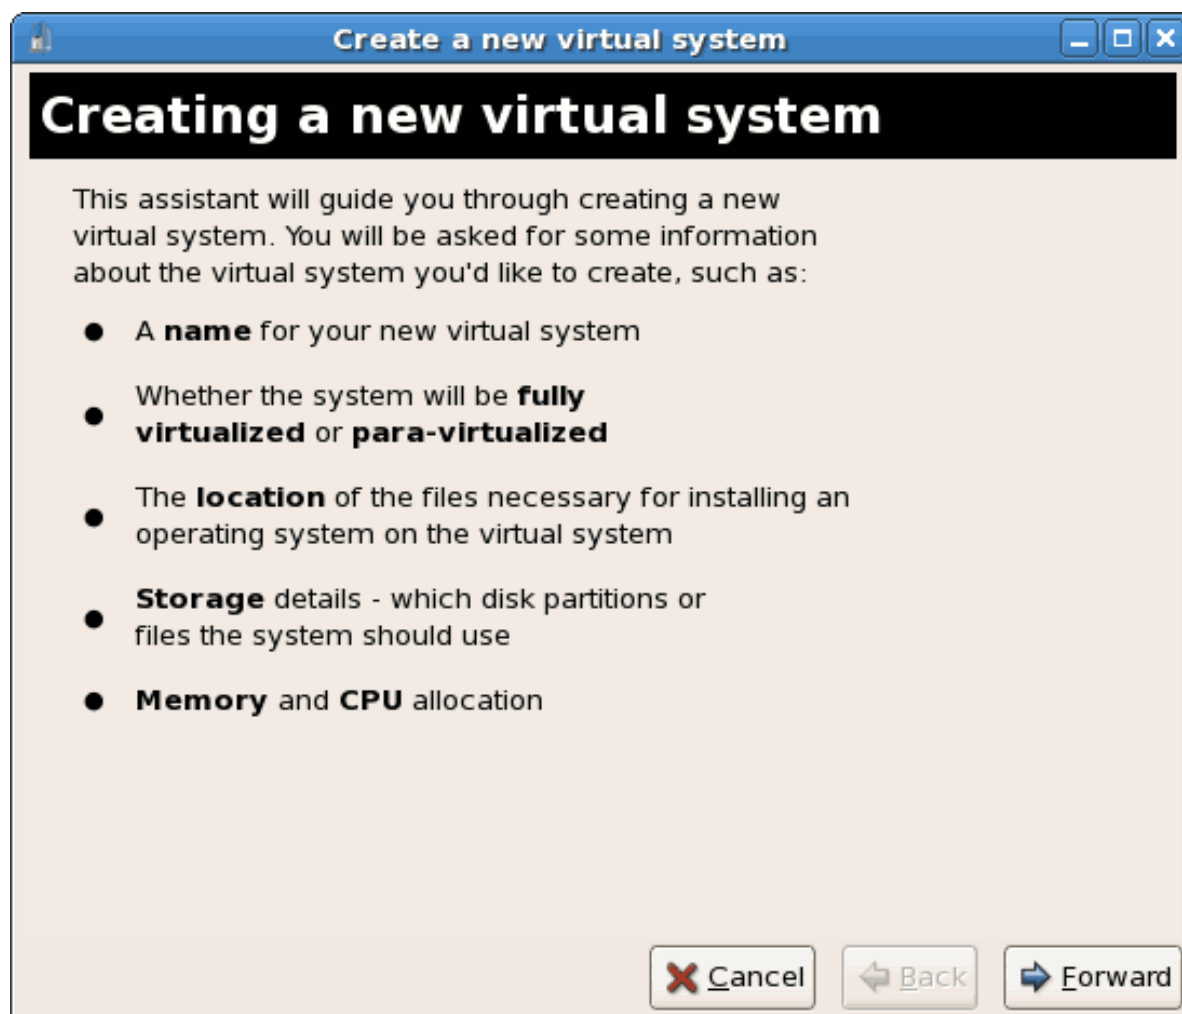 Create a new virtual system
Creating a new virtual system
This assistant will guide you through creating a new
virtual system. You will be asked for some information
about the virtual system you'd like to create, such as:
● A name for your new virtual system
● Whether the system will be fully
virtualized or para-virtualized
● The location of the files necessary for installing an
operating system on the virtual system
● Storage details - which disk partitions or
files the system should use
● Memory and CPU allocation
Cancel Back Forward